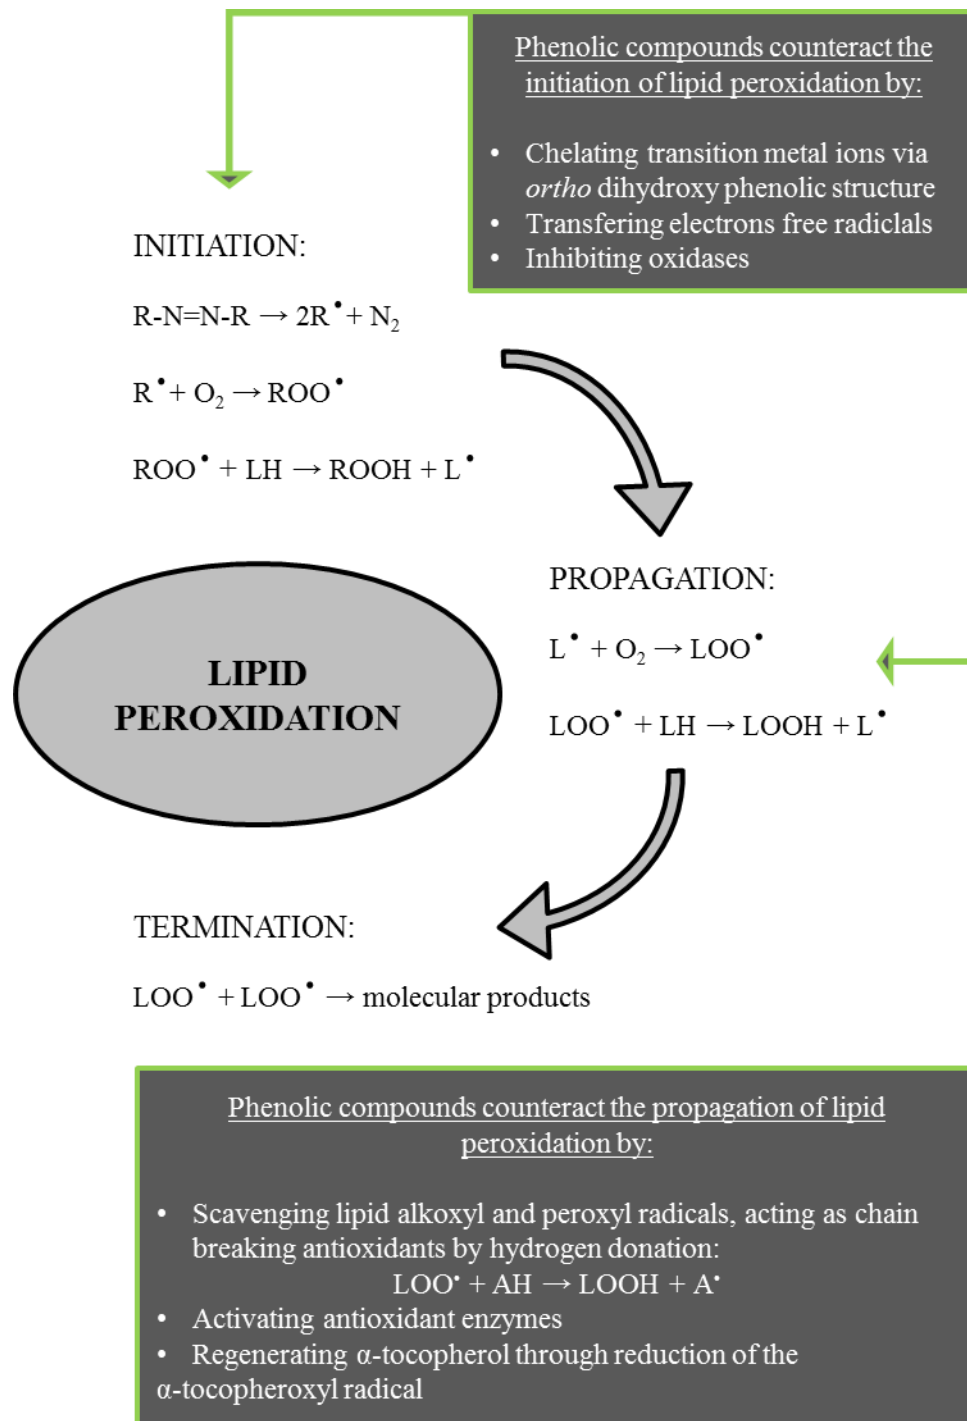 Phenolic compounds counteract the
initiation of lipid peroxidation by:
• Chelating transition metal ions via
ortho dihydroxy phenolic structure
• Transfering electrons free radiclals
• Inhibiting oxidases
INITIATION:
R-N=N-R → 2R• + N₂
R• + O₂ → ROO•
ROO• + LH → ROOH + L•
PROPAGATION:
L• + O₂ → LOO•
LOO• + LH → LOOH + L•
LIPID
PEROXIDATION
TERMINATION:
LOO• + LOO• → molecular products
Phenolic compounds counteract the propagation of lipid
peroxidation by:
• Scavenging lipid alkoxyl and peroxyl radicals, acting as chain
breaking antioxidants by hydrogen donation:
LOO• + AH → LOOH + A•
• Activating antioxidant enzymes
• Regenerating α-tocopherol through reduction of the
α-tocopheroxyl radical